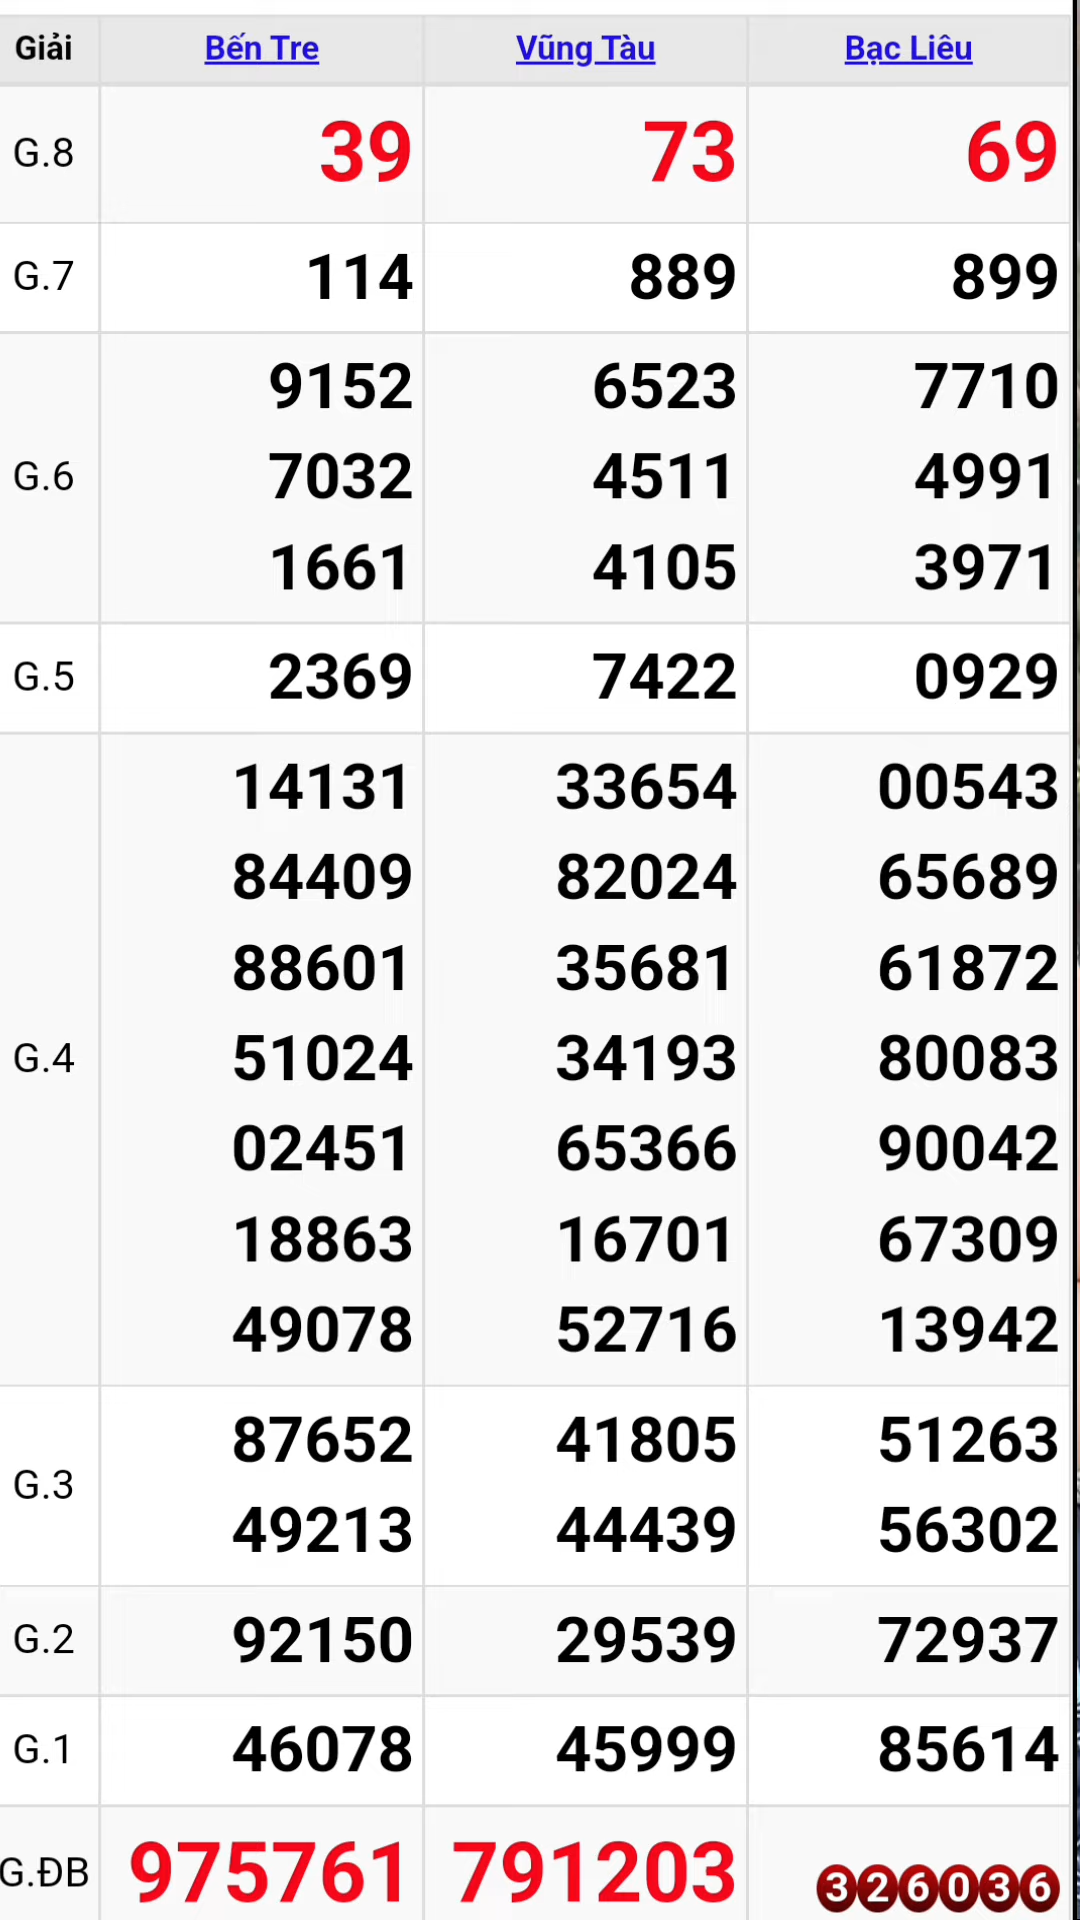 Giải Bến Tre Vũng Tàu Bạc Liêu
G.8 39 73 69
G.7 114 889 899
9152 6523 7710
G.6 7032 4511 4991
1661 4105 3971
G.5 2369 7422 0929
14131 33654 00543
84409 82024 65689
88601 35681 61872
G.4 51024 34193 80083
02451 65366 90042
18863 16701 67309
49078 52716 13942
G.3 87652 41805 51263
49213 44439 56302
G.2 92150 29539 72937
G.1 46078 45999 85614
G.ĐB 975761 791203 326036